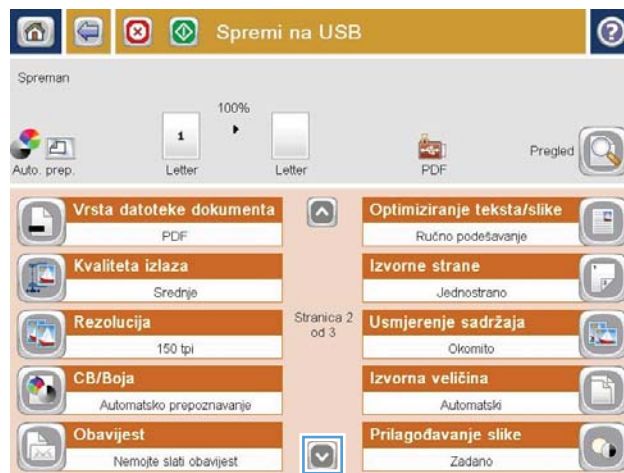 Spremi na USB
Spreman
100%
1
Auto. prep.
Letter
Letter
PDF
Pregled
Vrsta datoteke dokumenta
PDF
Optimiziranje teksta/slike
Ručno podešavanje
Kvaliteta izlaza
Srednje
Izvorne strane
Jednostrano
Stranica 2
od 3
Rezolucija
150 tpi
Usmjerenje sadržaja
Okomito
CB/Boja
Automatsko prepoznavanje
Izvorna veličina
Automatski
Obavijest
Nemojte slati obavijest
Prilagođavanje slike
Zadano